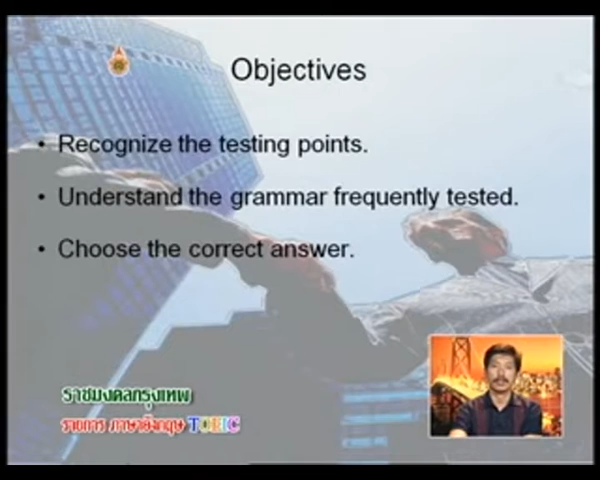 Objectives
• Recognize the testing points.
• Understand the grammar frequently tested.
• Choose the correct answer.
ราชมงคลกรุงเทพ
รายการ ภาษาอังกฤษ TOEIC